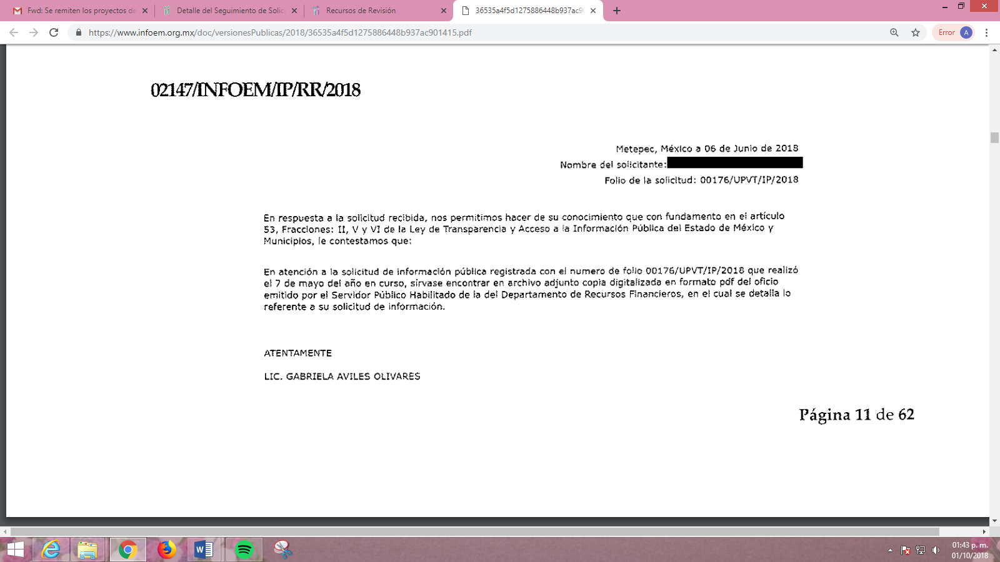 Fwd: Se remiten los proyectos de
Detalle del Seguimiento de Solic
Recursos de Revisión
36535a4f5d1275886448b937ac90
https://www.infoem.org.mx/doc/versionesPublicas/2018/36535a4f5d1275886448b937ac901415.pdf
Error
A
02147/INFOEM/IP/RR/2018
Metepec, México a 06 de Junio de 2018
Nombre del solicitante:
Folio de la solicitud: 00176/UPVT/IP/2018
En respuesta a la solicitud recibida, nos permitimos hacer de su conocimiento que con fundamento en el artículo
53, Fracciones: II, V y VI de la Ley de Transparencia y Acceso a la Información Pública del Estado de México y
Municipios, le contestamos que:
En atención a la solicitud de información pública registrada con el numero de folio 00176/UPVT/IP/2018 que realizó
el 7 de mayo del año en curso, sírvase encontrar en archivo adjunto copia digitalizada en formato pdf del oficio
emitido por el Servidor Público Habilitado de la del Departamento de Recursos Financieros, en el cual se detalla lo
referente a su solicitud de información.
ATENTAMENTE
LIC. GABRIELA AVILES OLIVARES
Página 11 de 62
01:43 p. m.
01/10/2018